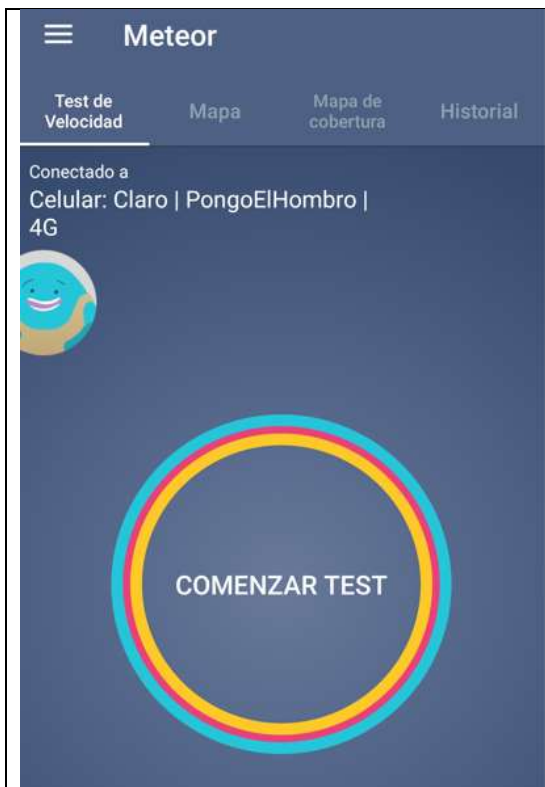 Meteor
Test de
Velocidad
Mapa
Mapa de
cobertura
Historial
Conectado a
Celular: Claro | PongoElHombro |
4G
COMENZAR TEST